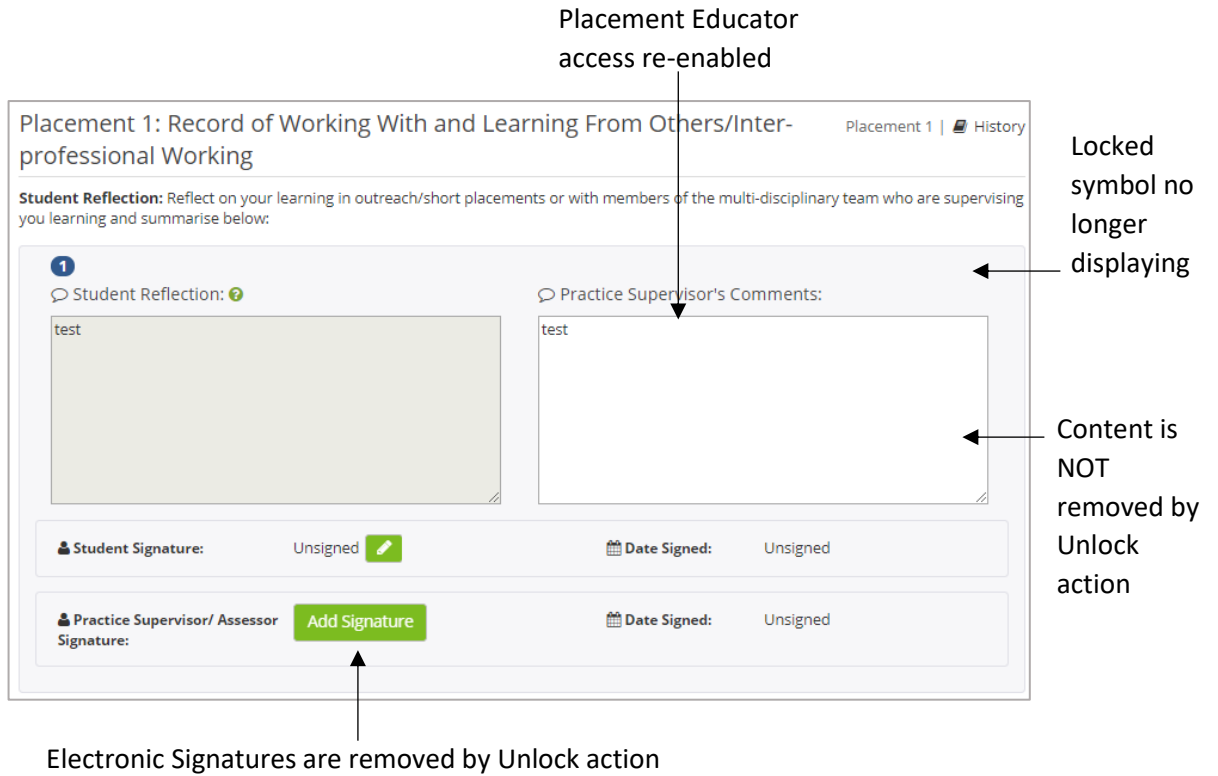 Placement Educator
access re-enabled
Placement 1: Record of Working With and Learning From Others/Inter-
professional Working
Placement 1 | History
Locked
symbol no
longer
displaying
Student Reflection: Reflect on your learning in outreach/short placements or with members of the multi-disciplinary team who are supervising
you learning and summarise below:
1
Student Reflection:
Practice Supervisor's Comments:
test
test
Content is
NOT
removed by
Unlock
action
Student Signature: Unsigned
Date Signed: Unsigned
Practice Supervisor/ Assessor
Signature:
Add Signature
Date Signed: Unsigned
Electronic Signatures are removed by Unlock action